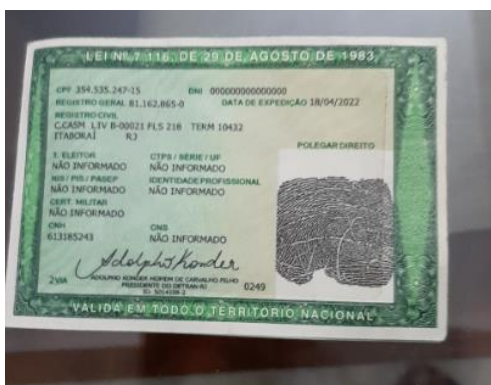 LEI Nº 7.116, DE 29 DE AGOSTO DE 1983
CPF 354.535.247-15 DNI 000000000000000
REGISTRO GERAL 81.162.865-0 DATA DE EXPEDIÇÃO 18/04/2022
REGISTRO CIVIL
C.CASM LIV B-00021 FLS 218 TERM 10432
ITABORAÍ RJ
POLEGAR DIREITO
T. ELEITOR CTPS / SÉRIE / UF
NÃO INFORMADO NÃO INFORMADO
NIS / PIS / PASEP IDENTIDADE PROFISSIONAL
NÃO INFORMADO NÃO INFORMADO
CERT. MILITAR
NÃO INFORMADO
CNH CNS
613185243 NÃO INFORMADO
Adolpho Konder
2VIA ADOLPHO KONDER HOMEM DE CARVALHO FILHO 0249
PRESIDENTE DO DETRAN-RJ
VÁLIDA EM TODO O TERRITÓRIO NACIONAL